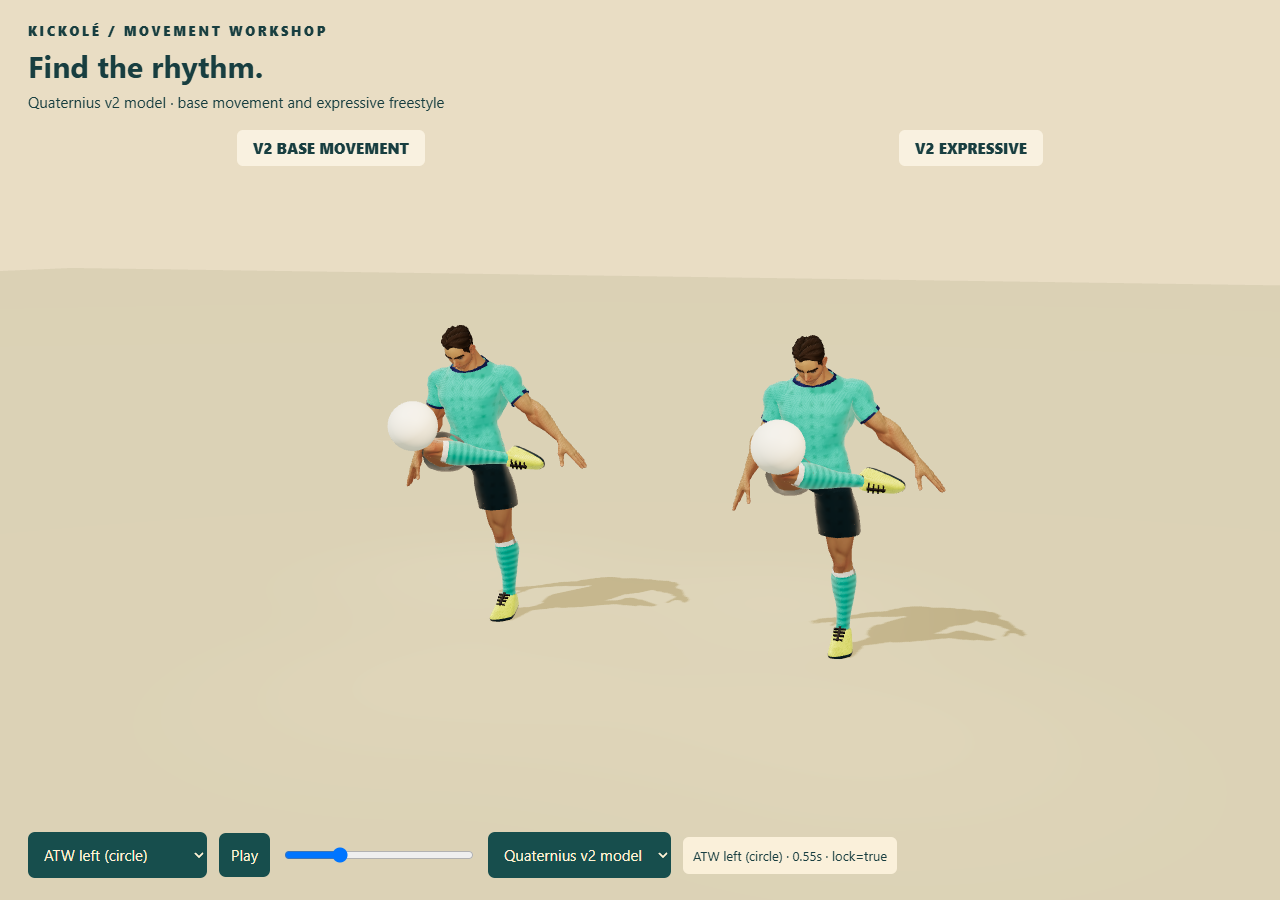 KICKOLÉ / MOVEMENT WORKSHOP
Find the rhythm.
Quaternius v2 model · base movement and expressive freestyle
V2 BASE MOVEMENT
V2 EXPRESSIVE
ATW left (circle)
Play
Quaternius v2 model
ATW left (circle) · 0.55s · lock=true